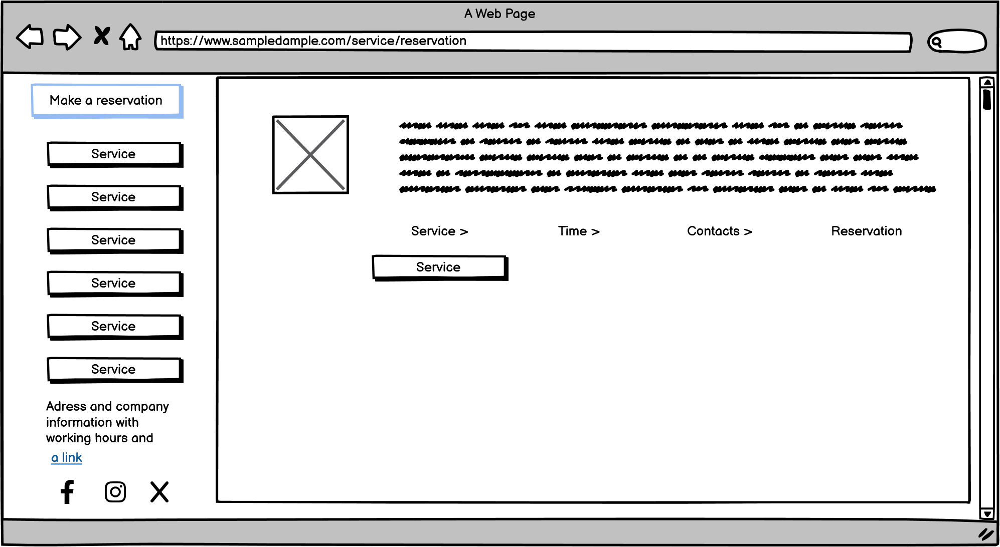 A Web Page
https://www.sampledample.com/service/reservation
Make a reservation
Service
Service
Service
Service
Service
Service
Adress and company
information with
working hours and
a link
Service >
Time >
Contacts >
Reservation
Service